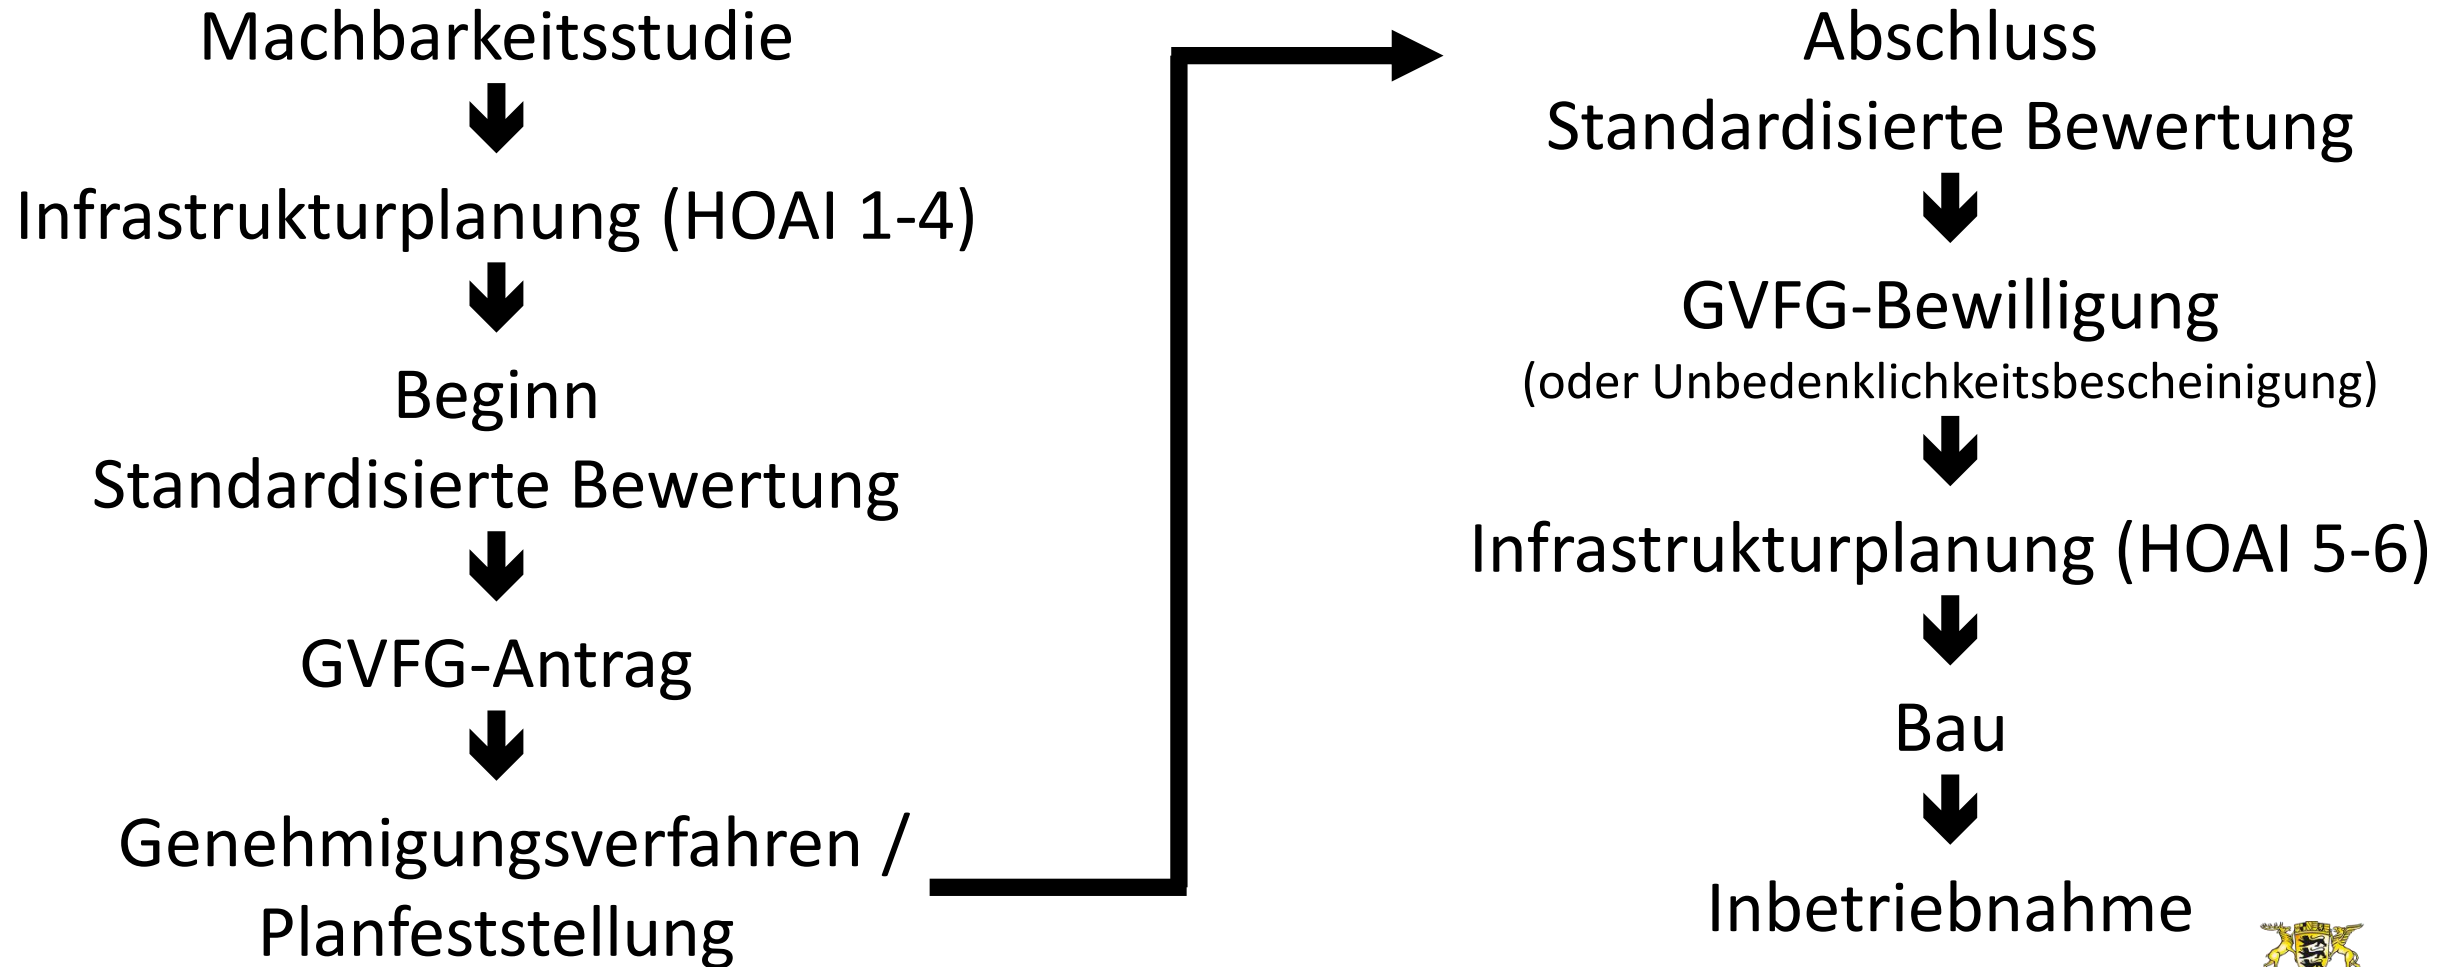 Machbarkeitsstudie
Infrastrukturplanung (HOAI 1-4)
Beginn
Standardisierte Bewertung
GVFG-Antrag
Genehmigungsverfahren /
Planfeststellung
Abschluss
Standardisierte Bewertung
GVFG-Bewilligung
(oder Unbedenklichkeitsbescheinigung)
Infrastrukturplanung (HOAI 5-6)
Bau
Inbetriebnahme